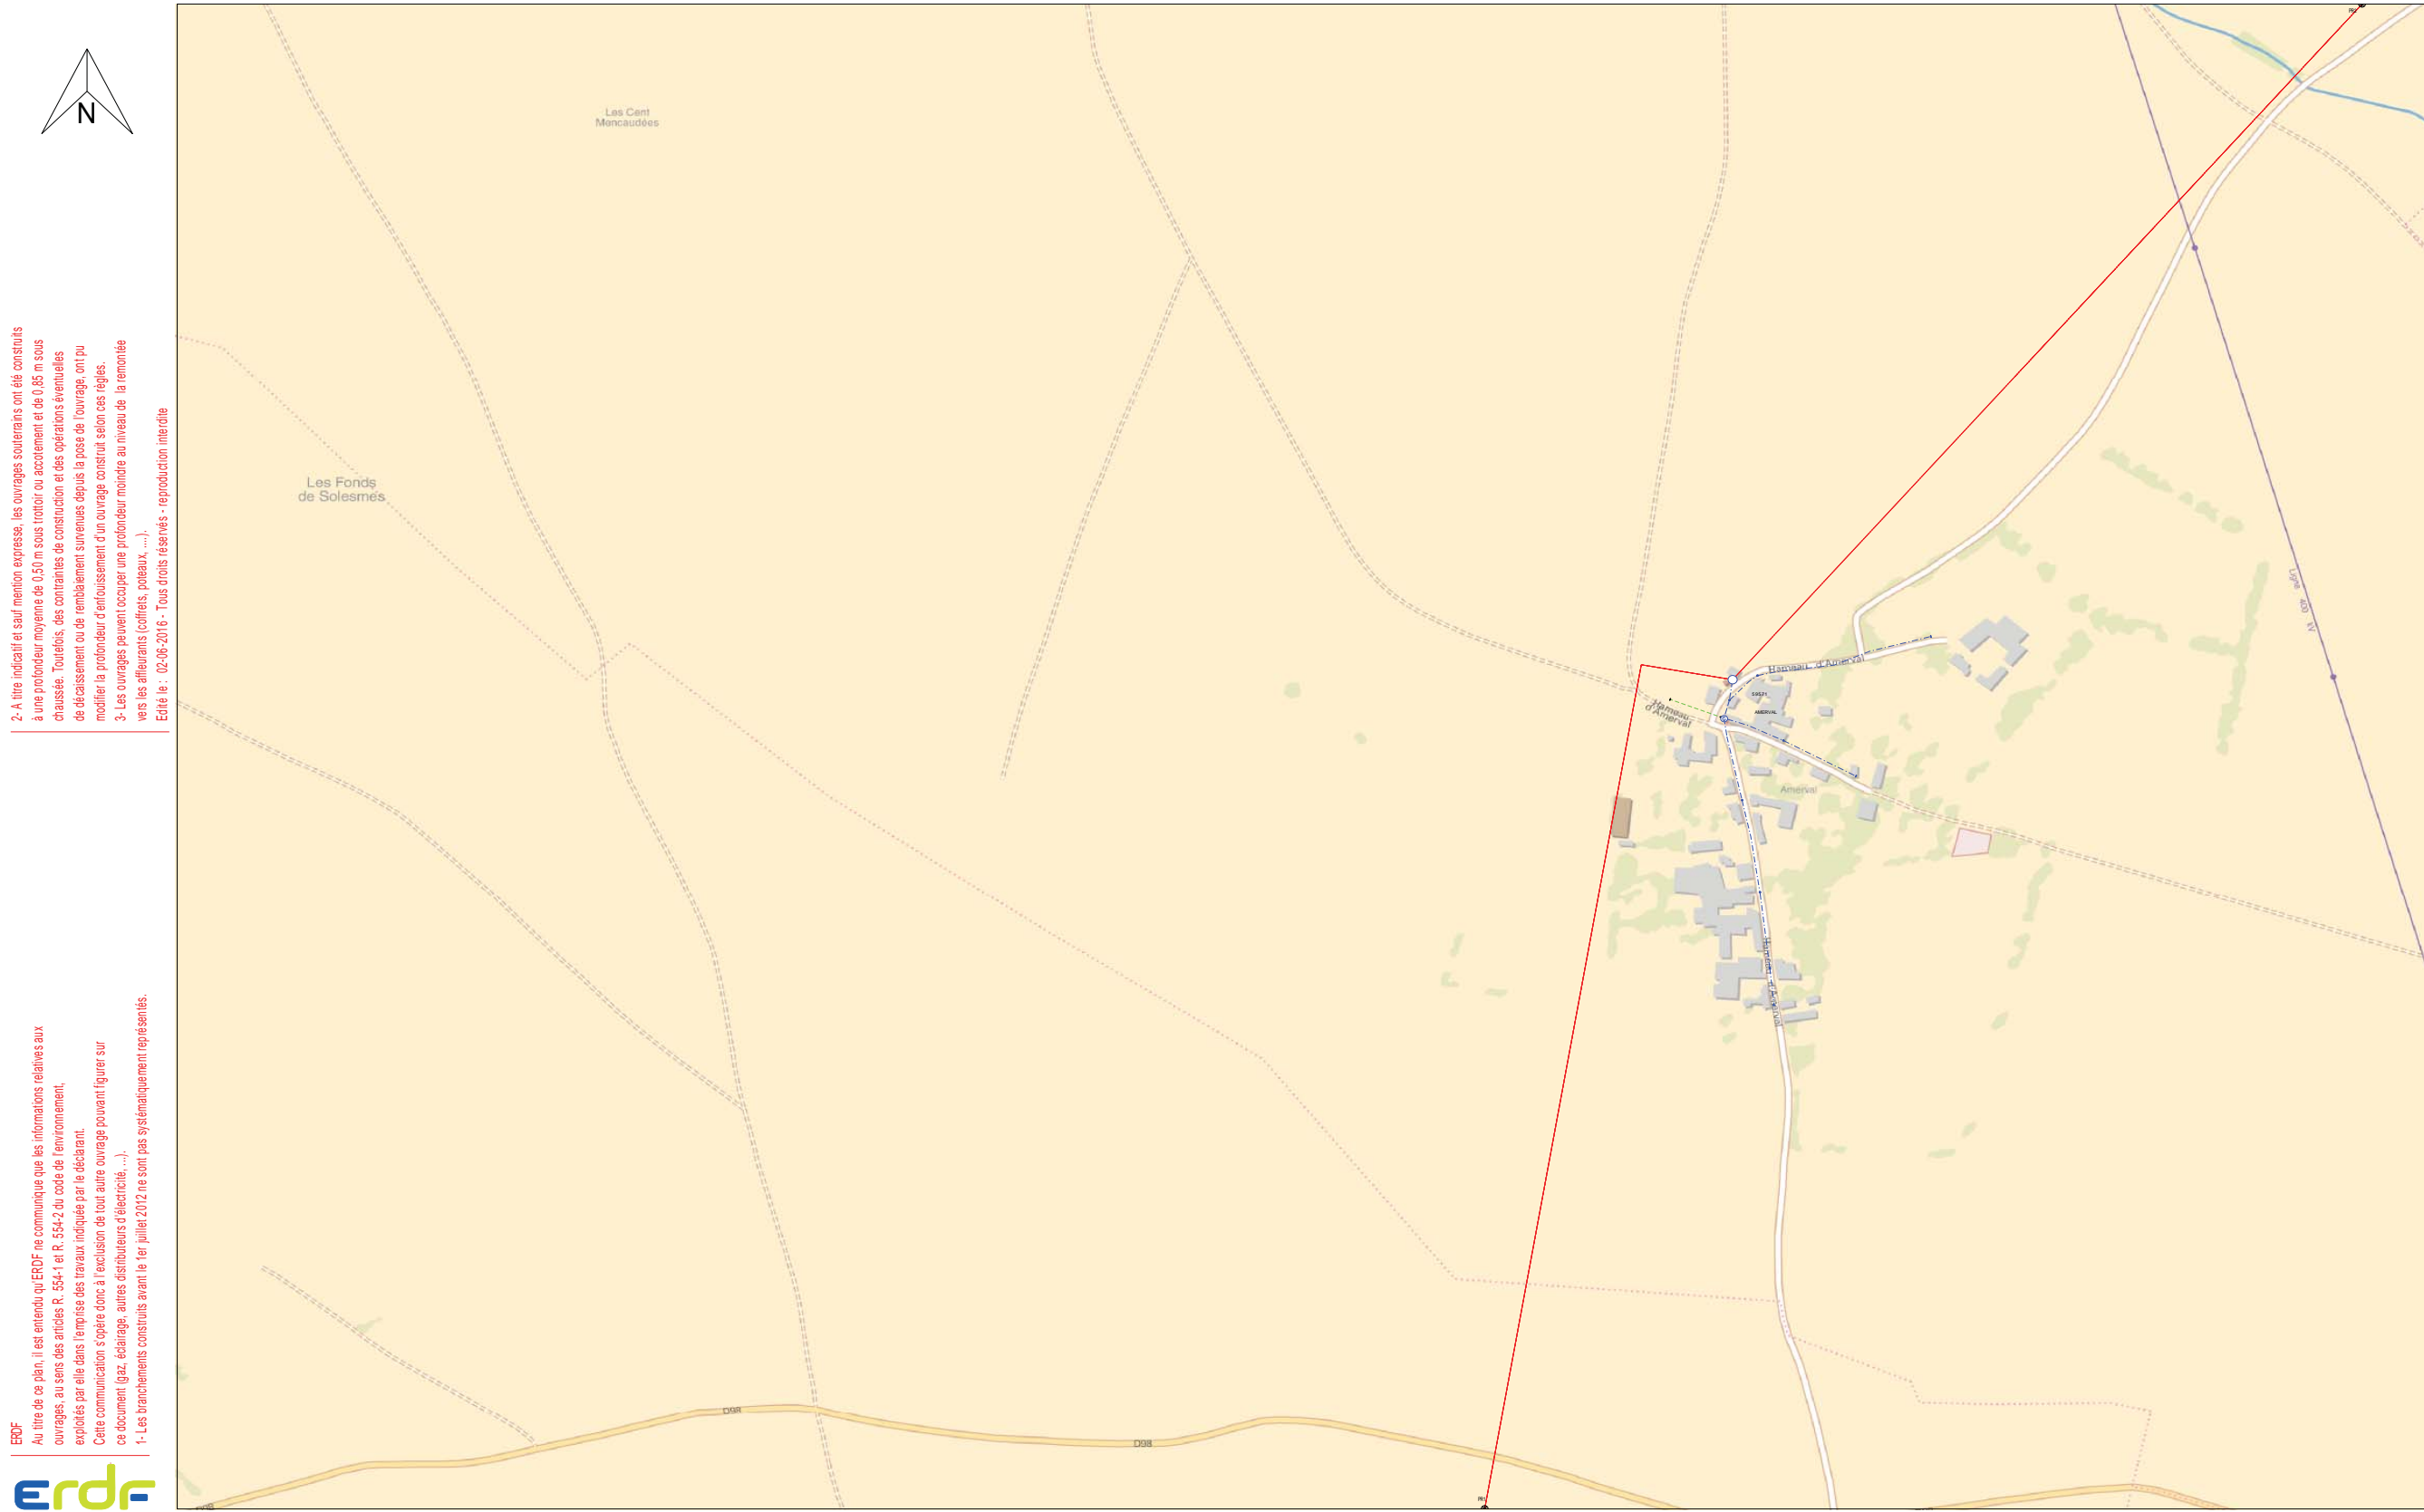 N
2- A titre indicatif et sauf mention expresse, les ouvrages souterrains ont été construits
à une profondeur moyenne de 0,50 m sous trottoir ou accotement et de 0,85 m sous
chaussée. Toutefois, des contraintes de construction et des opérations éventuelles
de décaissement ou de remblaiement survenues depuis la pose de l'ouvrage, ont pu
modifier la profondeur d'enfouissement d'un ouvrage construit selon ces règles.
3- Les ouvrages peuvent occuper une profondeur moindre au niveau de la remontée
vers les affleurants (coffrets, poteaux, ....).
Edité le : 02-06-2016 - Tous droits réservés - reproduction interdite
ERDF
Au titre de ce plan, il est entendu qu'ERDF ne communique que les informations relatives aux
ouvrages, au sens des articles R. 554-1 et R. 554-2 du code de l'environnement,
exploités par elle dans l'emprise des travaux indiquée par le déclarant.
Cette communication s'opère donc à l'exclusion de tout autre ouvrage pouvant figurer sur
ce document (gaz, éclairage, autres distributeurs d'électricité, ...).
1- Les branchements construits avant le 1er juillet 2012 ne sont pas systématiquement représentés.
erdf
Les Cent
Mencaudées
Les Fonds
de Solesmes
Ligne 400 kV
Hameau d'Amerval
Hameau
d'Amerval
AMERVAL
Amerval
Hameau d'Amerval
D98
D98
D98